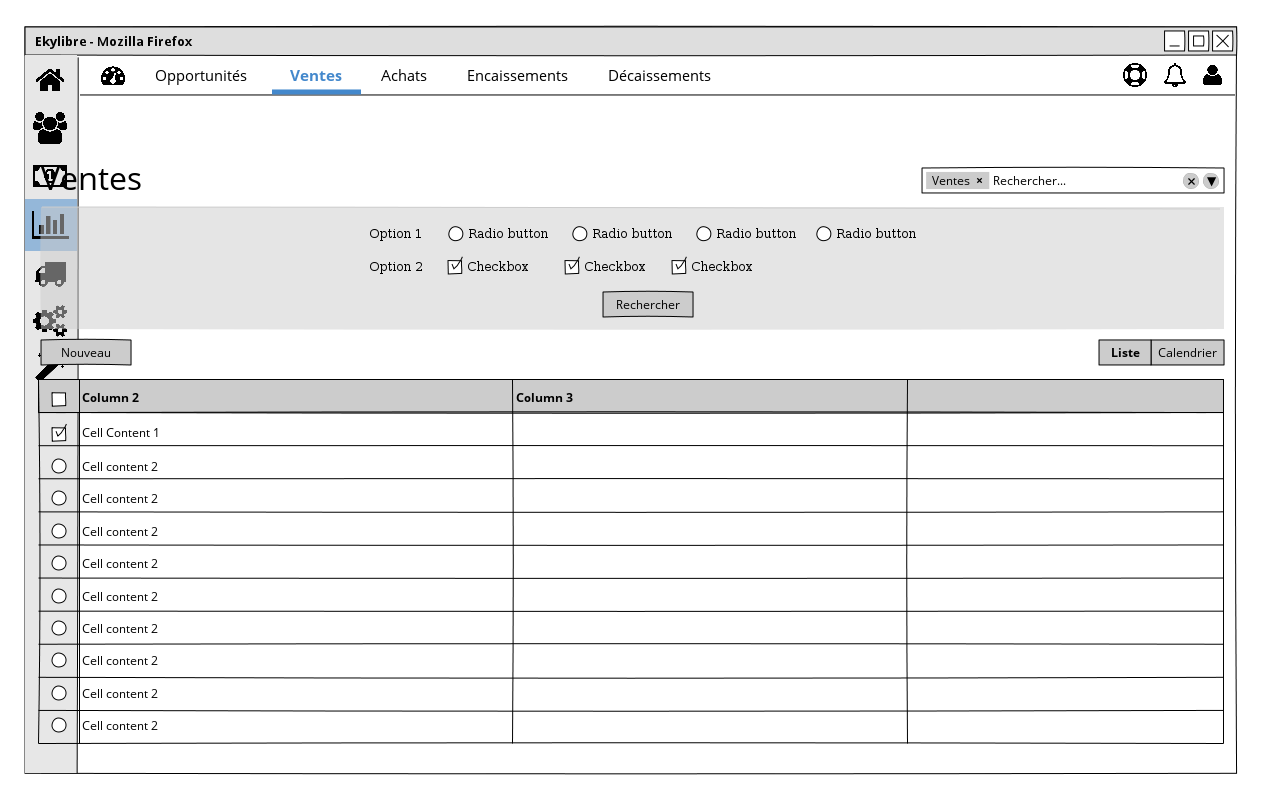 Ekylibre - Mozilla Firefox
Opportunités Ventes Achats Encaissements Décaissements
Ventes
Ventes × Rechercher...
Option 1 Radio button Radio button Radio button Radio button
Option 2 Checkbox Checkbox Checkbox
Rechercher
Nouveau Liste Calendrier
Column 2 Column 3
Cell Content 1
Cell content 2
Cell content 2
Cell content 2
Cell content 2
Cell content 2
Cell content 2
Cell content 2
Cell content 2
Cell content 2